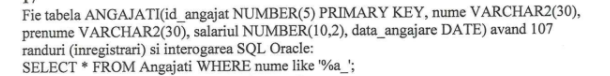 Fie tabela ANGAJATI(id_angajat NUMBER(5) PRIMARY KEY, nume VARCHAR2(30),
prenume VARCHAR2(30), salariul NUMBER(10,2), data_angajare DATE) avand 107
randuri (inregistrari) si interogarea SQL Oracle:
SELECT * FROM Angajati WHERE nume like '%a_';